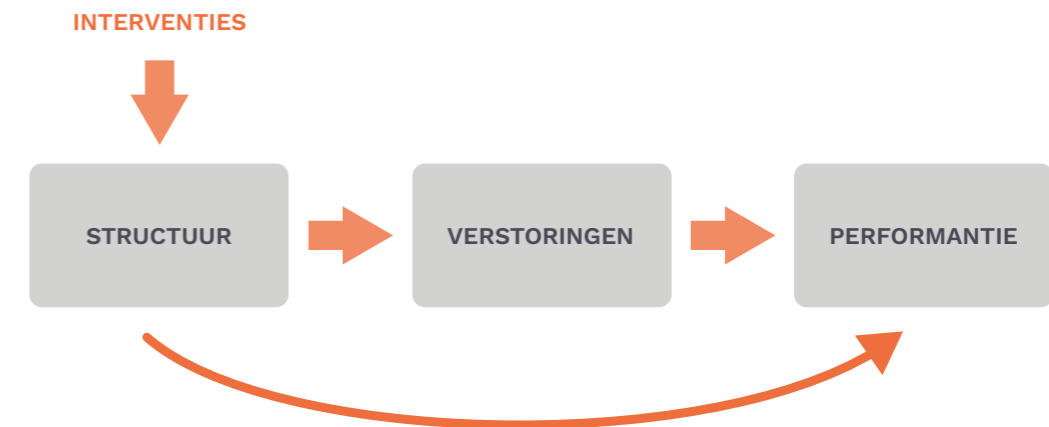 INTERVENTIES
STRUCTUUR
VERSTORINGEN
PERFORMANTIE